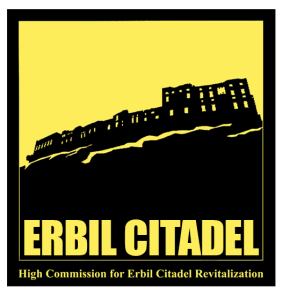 ERBIL CITADEL
High Commission for Erbil Citadel Revitalization